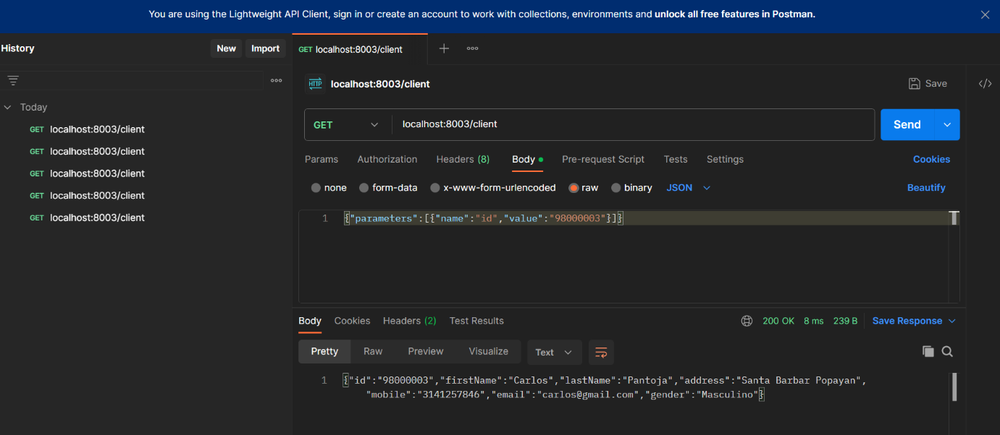 You are using the Lightweight API Client, sign in or create an account to work with collections, environments and unlock all free features in Postman.
History
New
Import
GET localhost:8003/client
Today
GET localhost:8003/client
GET localhost:8003/client
GET localhost:8003/client
GET localhost:8003/client
GET localhost:8003/client
HTTP localhost:8003/client
Save
GET
localhost:8003/client
Send
Params Authorization Headers (8) Body Pre-request Script Tests Settings Cookies
none form-data x-www-form-urlencoded raw binary JSON Beautify
1 {"parameters":[{"name":"id","value":"98000003"}]}
Body Cookies Headers (2) Test Results 200 OK 8 ms 239 B Save Response
Pretty Raw Preview Visualize Text
1 {"id":"98000003","firstName":"Carlos","lastName":"Pantoja","address":"Santa Barbar Popayan",
"mobile":"3141257846","email":"carlos@gmail.com","gender":"Masculino"}